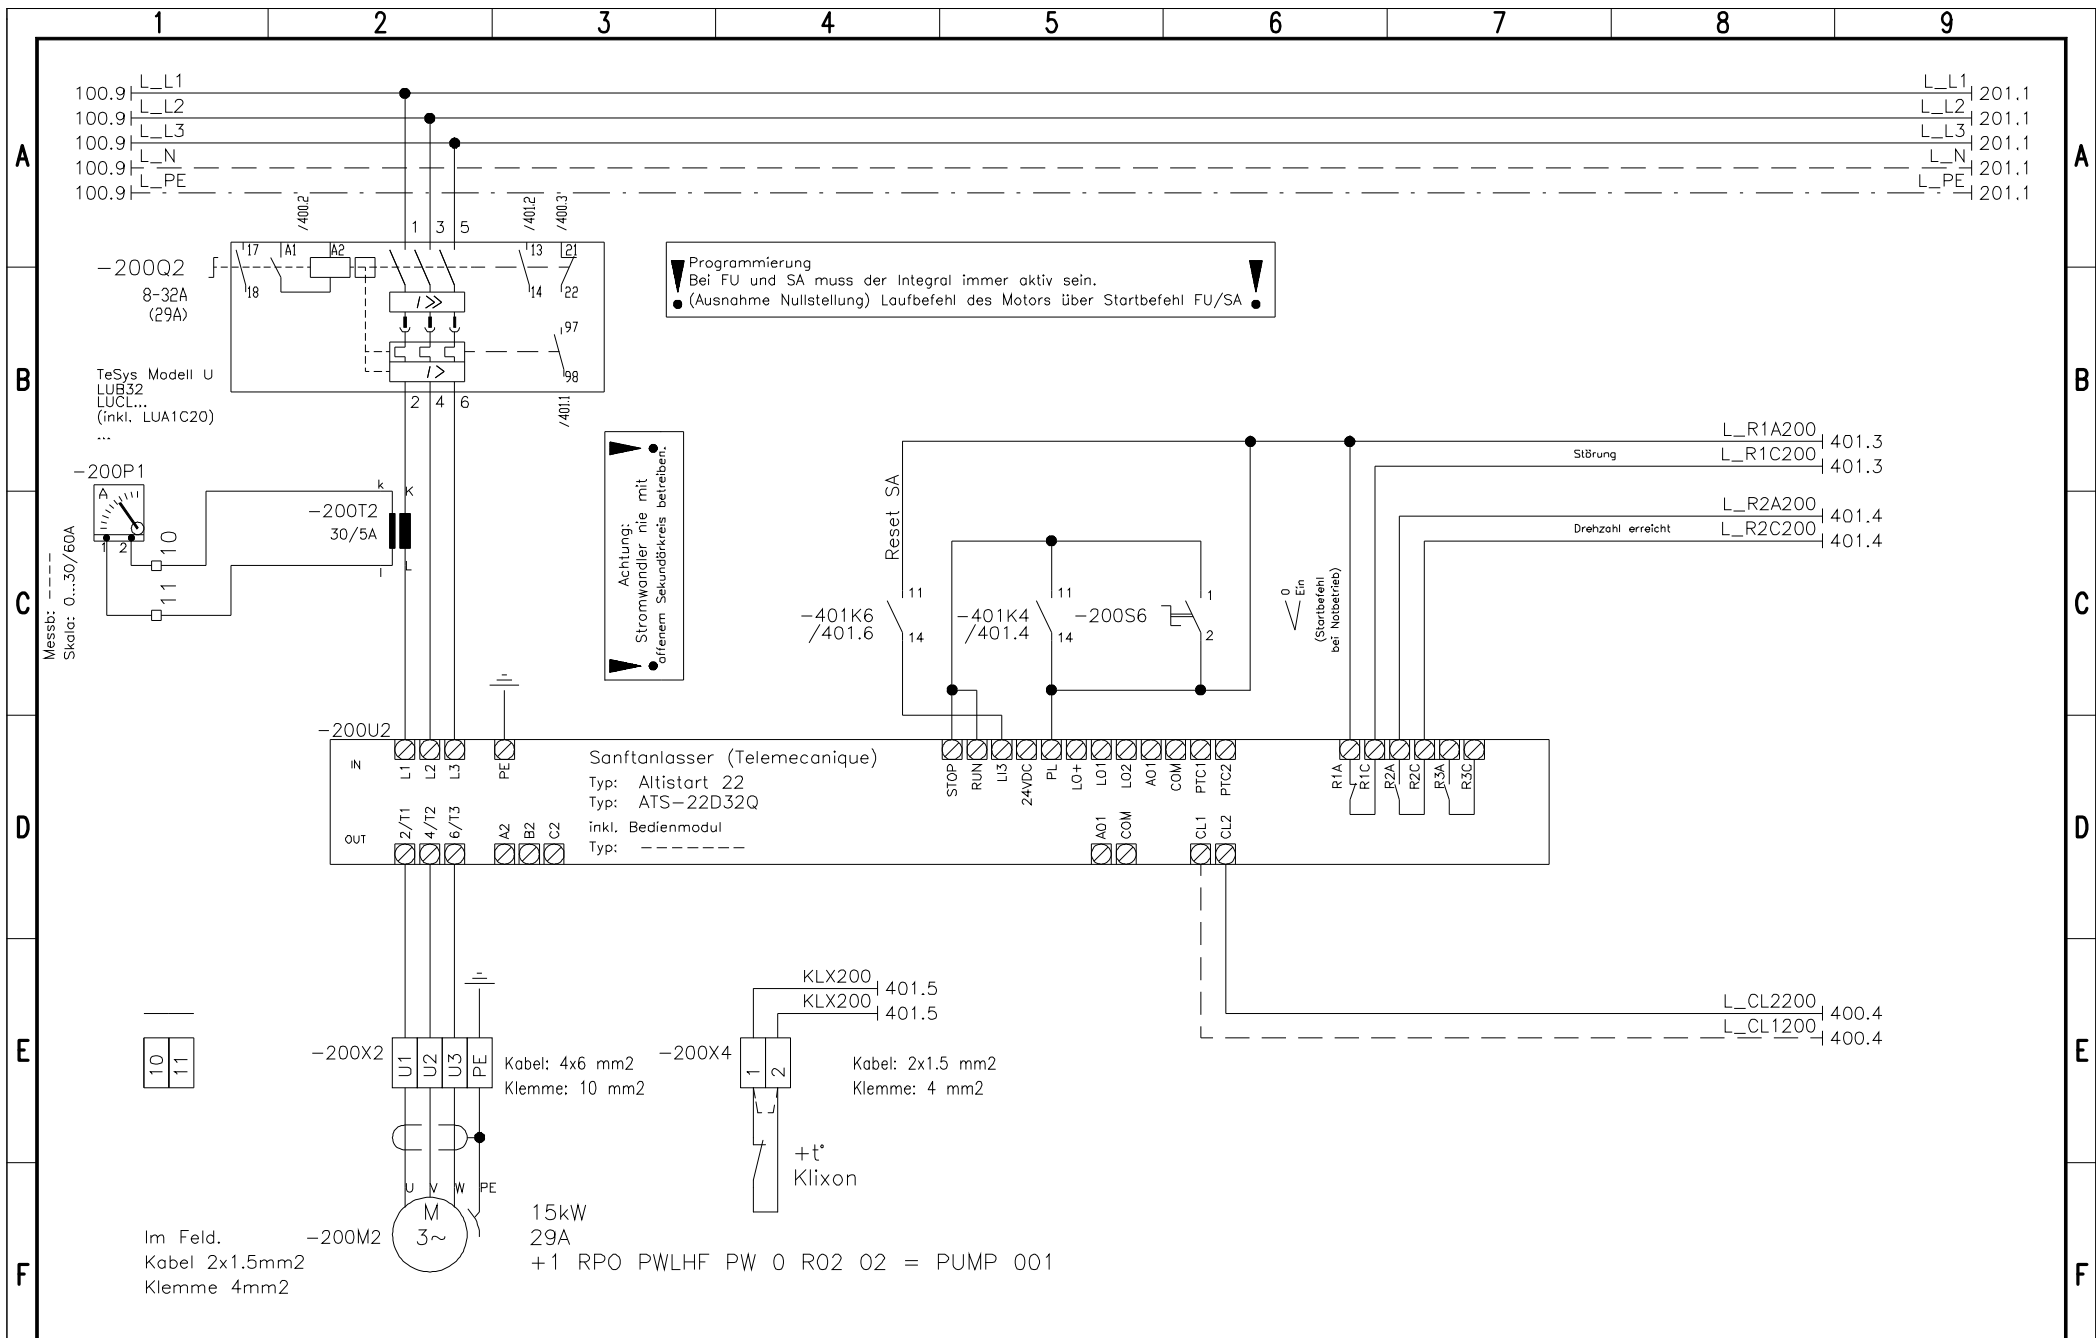 1 2 3 4 5 6 7 8 9
A A
B B
C C
D D
E E
F F
100.9 L_L1
100.9 L_L2
100.9 L_L3
100.9 L_N
100.9 L_PE
L_L1 201.1
L_L2 201.1
L_L3 201.1
L_N 201.1
L_PE 201.1
/400.2
/401.2
/400.3
1 3 5
-200Q2
8-32A
(29A)
17
18
A1
A2
13
14
21
22
I >>
I >
97
98
2 4 6
/401.1
TeSys Modell U
LUB32
LUCL...
(inkl. LUA1C20)
...
Programmierung
Bei FU und SA muss der Integral immer aktiv sein.
(Ausnahme Nullstellung) Laufbefehl des Motors über Startbefehl FU/SA
-200P1
A
1 2
10
11
Messb: -----
Skala: 0...30/60A
-200T2
30/5A
k K
l L
Achtung:
Stromwandler nie mit
offenem Sekundärkreis betreiben.
Reset SA
-401K6
/401.6
11
14
-401K4
/401.4
11
14
-200S6
1
2
0
Ein
(Startbefehl
bei Notbetrieb)
L_R1A200 401.3
Störung L_R1C200 401.3
L_R2A200 401.4
Drehzahl erreicht L_R2C200 401.4
-200U2
IN
L1 L2 L3 PE
OUT
2/T1 4/T2 6/T3 A2 B2 C2
Sanftanlasser (Telemecanique)
Typ: Altistart 22
Typ: ATS-22D32Q
inkl. Bedienmodul
Typ: -------
STOP RUN LI3 24VDC PL LO+ LO1 LO2 AO1 COM PTC1 PTC2
R1A R1C R2A R2C R3A R3C
AO1 COM CL1 CL2
KLX200 401.5
KLX200 401.5
L_CL2200 400.4
L_CL1200 400.4
10 11
-200X2
U1 U2 U3 PE
Kabel: 4x6 mm2
Klemme: 10 mm2
-200X4
1 2
Kabel: 2x1.5 mm2
Klemme: 4 mm2
+t°
Klixon
U V W PE
-200M2
M
3~
15kW
29A
+1 RPO PWLHF PW 0 R02 02 = PUMP 001
Im Feld.
Kabel 2x1.5mm2
Klemme 4mm2